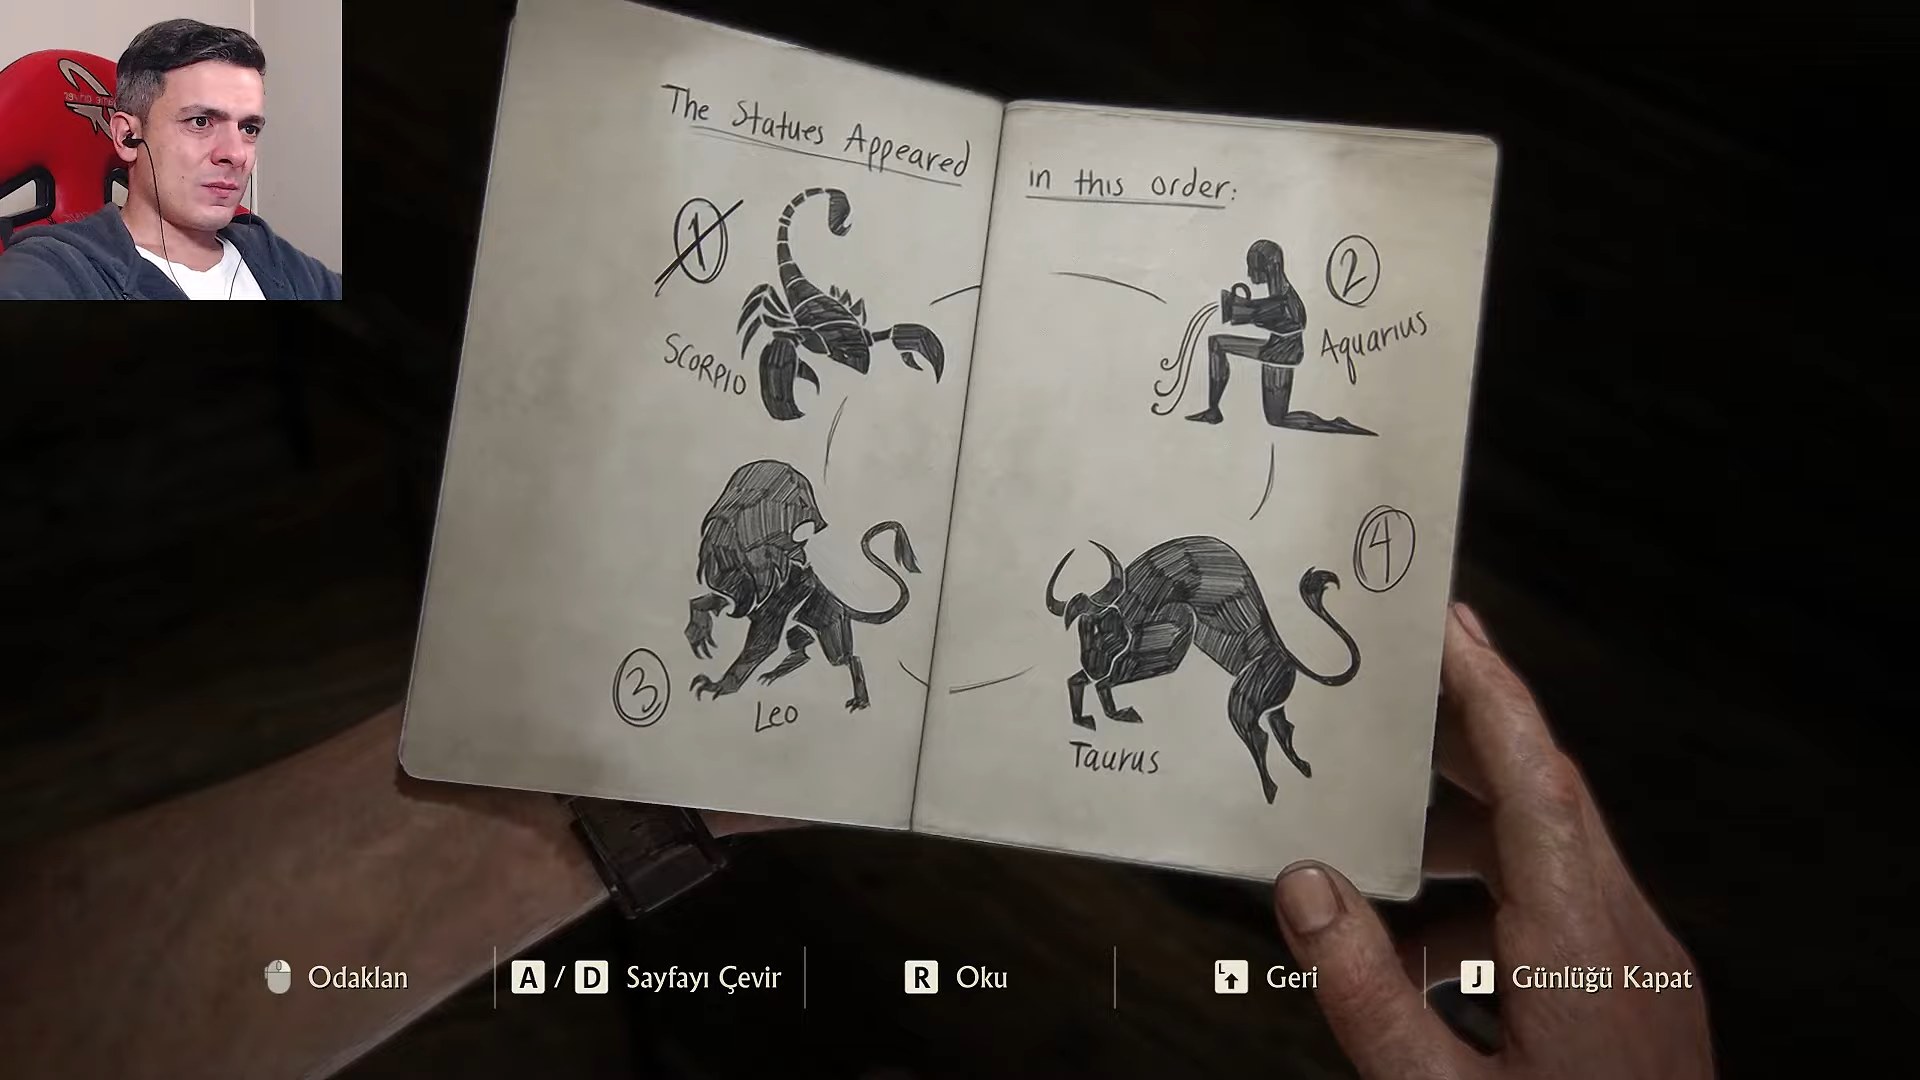 The Statues Appeared
in this order:
1
SCORPIO
2
Aquarius
3
Leo
4
Taurus
Odaklan
A / D Sayfayı Çevir
R Oku
Geri
J Günlüğü Kapat